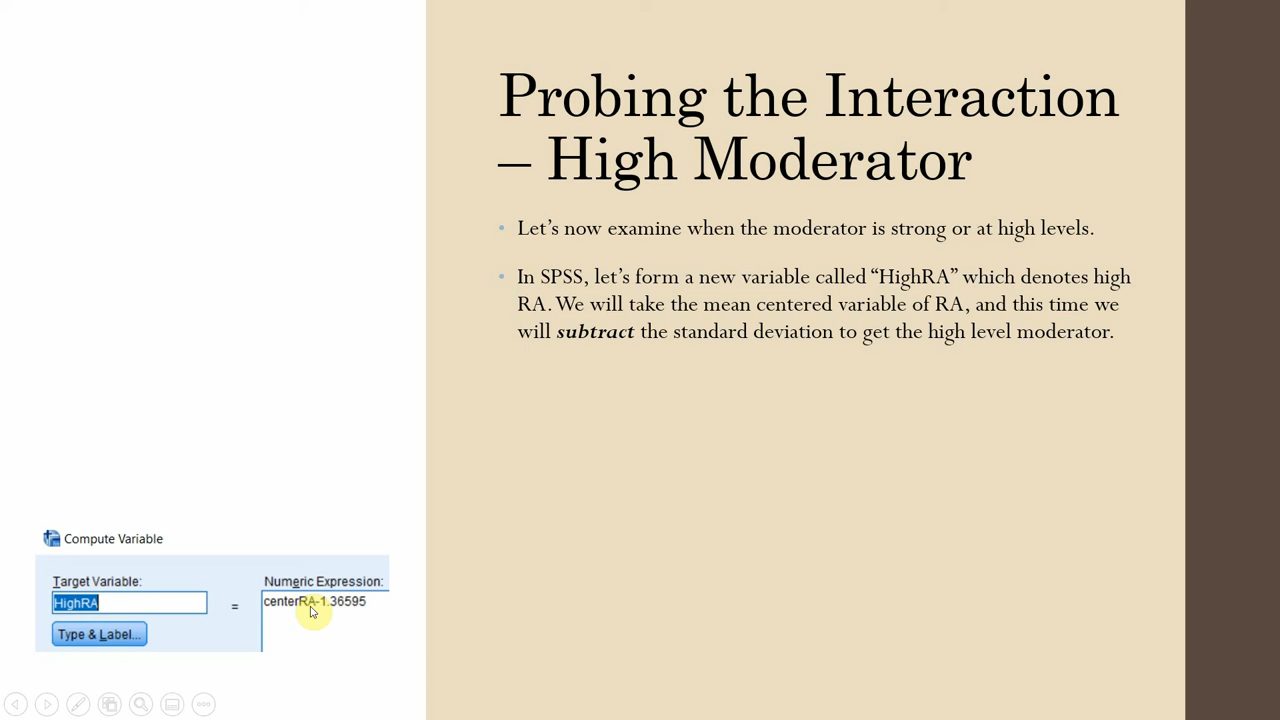 Probing the Interaction
– High Moderator
• Let’s now examine when the moderator is strong or at high levels.
• In SPSS, let’s form a new variable called “HighRA” which denotes high
RA. We will take the mean centered variable of RA, and this time we
will subtract the standard deviation to get the high level moderator.
Compute Variable
Target Variable:
HighRA
=
Type & Label...
Numeric Expression:
centerRA-1.36595